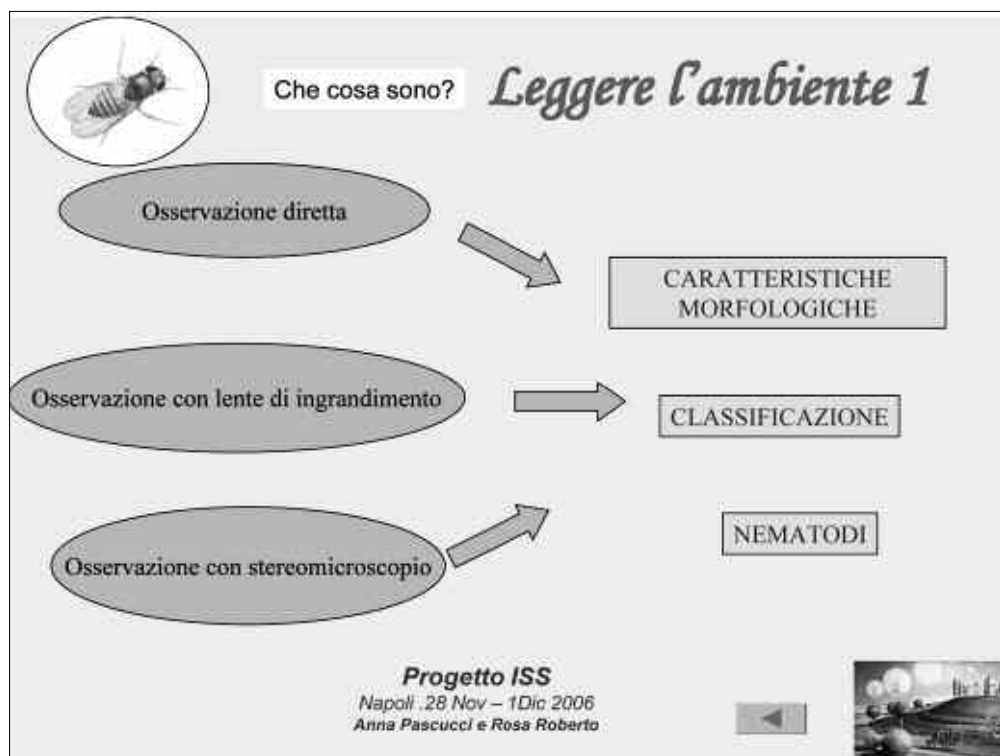 Che cosa sono?
Leggere l'ambiente 1
Osservazione diretta
CARATTERISTICHE
MORFOLOGICHE
Osservazione con lente di ingrandimento
CLASSIFICAZIONE
Osservazione con stereomicroscopio
NEMATODI
Progetto ISS
Napoli .28 Nov – 1Dic 2006
Anna Pascucci e Rosa Roberto